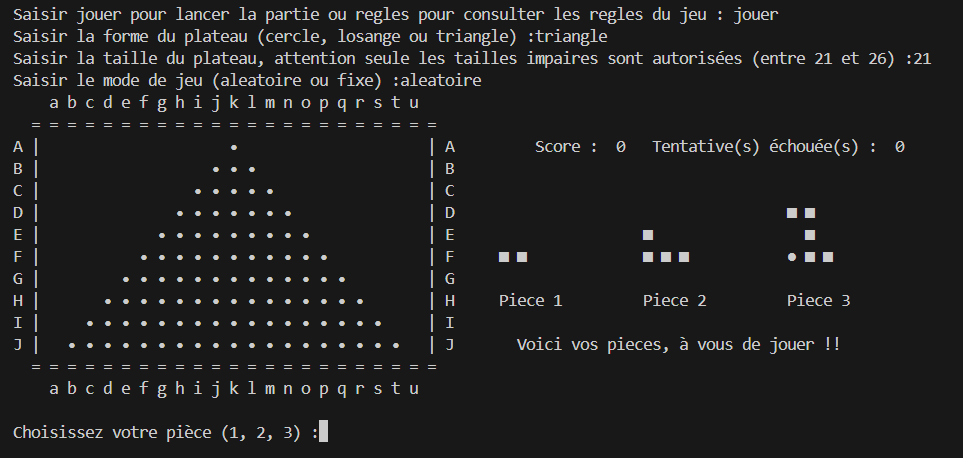 Saisir jouer pour lancer la partie ou regles pour consulter les regles du jeu : jouer
Saisir la forme du plateau (cercle, losange ou triangle) :triangle
Saisir la taille du plateau, attention seule les tailles impaires sont autorisées (entre 21 et 26) :21
Saisir le mode de jeu (aleatoire ou fixe) :aleatoire
a b c d e f g h i j k l m n o p q r s t u
= = = = = = = = = = = = = = = = = = = = = = =
A | • | A Score : 0 Tentative(s) échouée(s) : 0
B | • • • | B
C | • • • • • | C
D | • • • • • • • | D ■ ■
E | • • • • • • • • • | E ■ ■
F | • • • • • • • • • • • | F ■ ■ ■ ■ ■ ● ■ ■
G | • • • • • • • • • • • • • | G
H | • • • • • • • • • • • • • • • | H Piece 1 Piece 2 Piece 3
I | • • • • • • • • • • • • • • • • • | I
J | • • • • • • • • • • • • • • • • • • • | J Voici vos pieces, à vous de jouer !!
= = = = = = = = = = = = = = = = = = = = = = =
a b c d e f g h i j k l m n o p q r s t u
Choisissez votre pièce (1, 2, 3) :